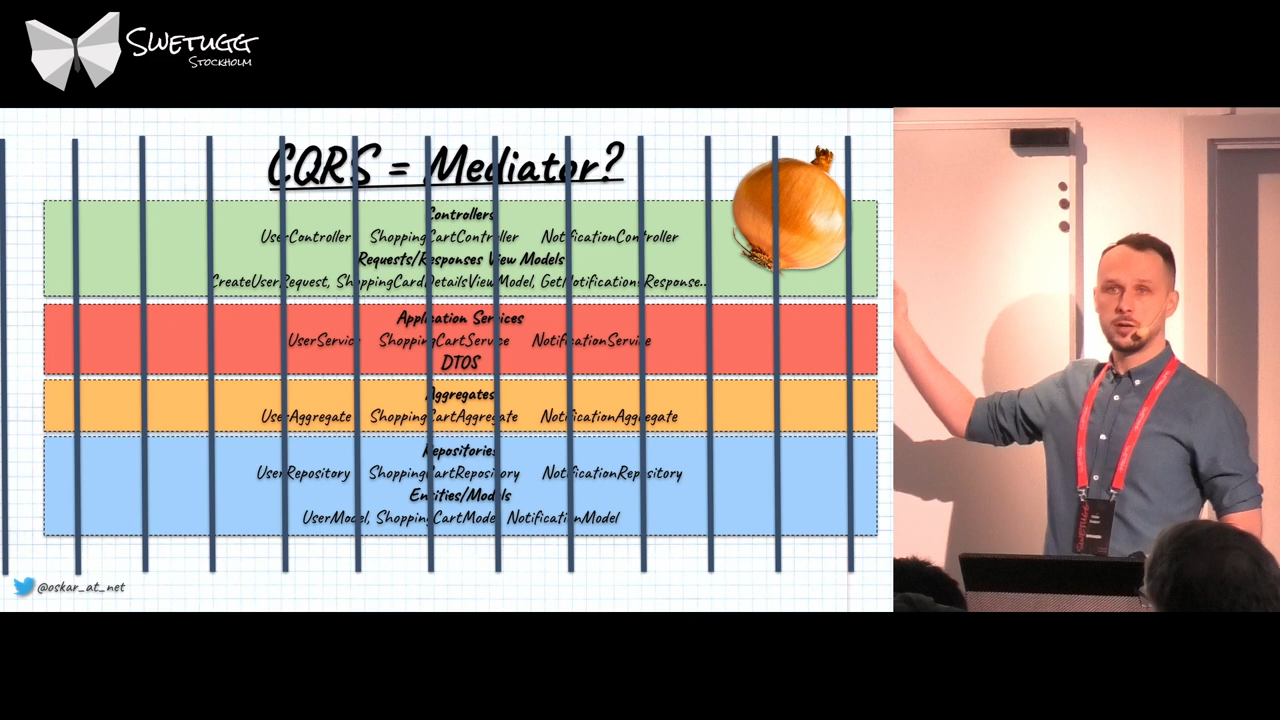 SWETUGG
STOCKHOLM
CQRS = Mediator?
Controllers
UserController ShoppingCartController NotificationController
Requests/Responses View Models
CreateUserRequest, ShoppingCardDetailsViewModel, GetNotificationsResponse..
Application Services
UserService ShoppingCartService NotificationService
DTOS
Aggregates
UserAggregate ShoppingCartAggregate NotificationAggregate
Repositories
UserRepository ShoppingCartRepository NotificationRepository
Entities/Models
UserModel, ShoppingCartModel NotificationModel
@oskar_at_net